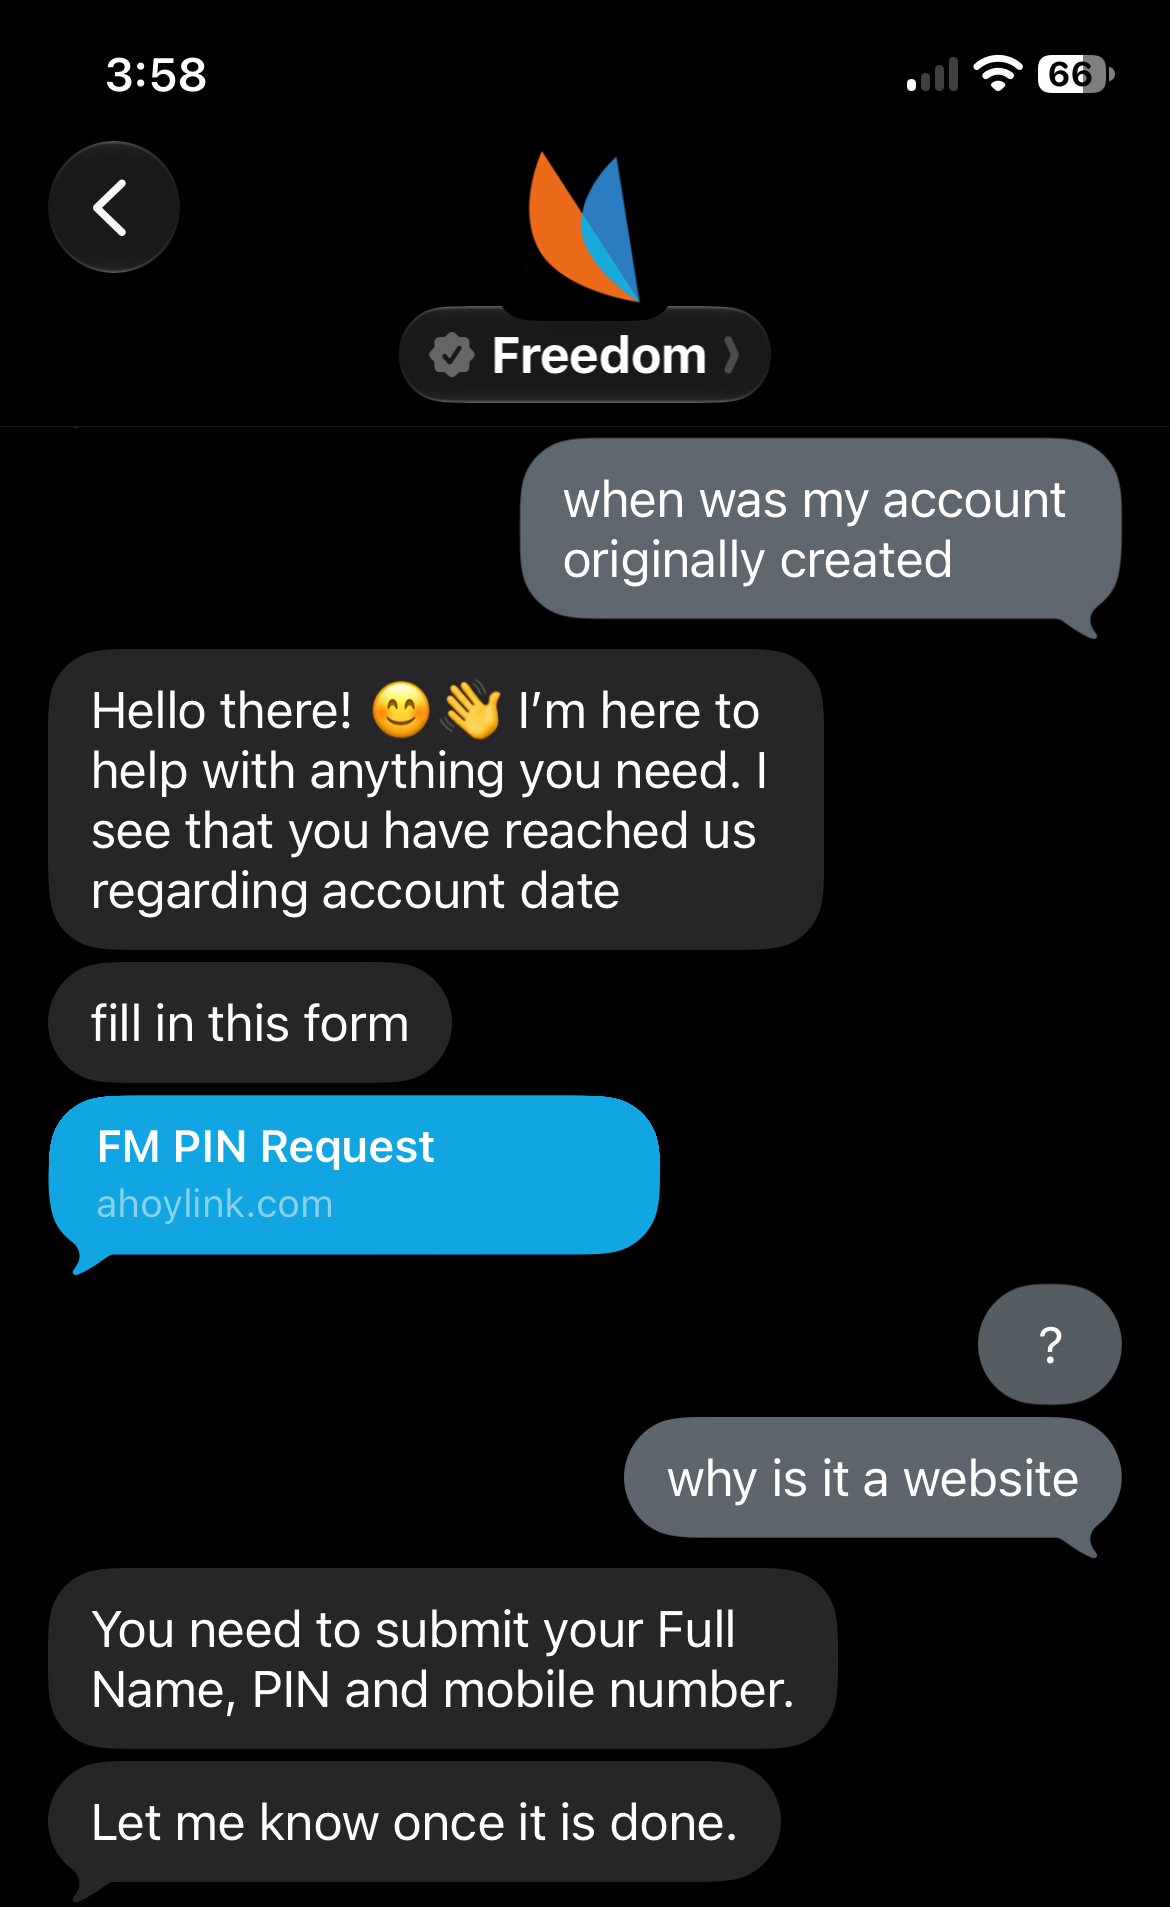 3:58
66
Freedom
when was my account
originally created
Hello there! 😊👋 I’m here to
help with anything you need. I
see that you have reached us
regarding account date
fill in this form
FM PIN Request
ahoylink.com
?
why is it a website
You need to submit your Full
Name, PIN and mobile number.
Let me know once it is done.